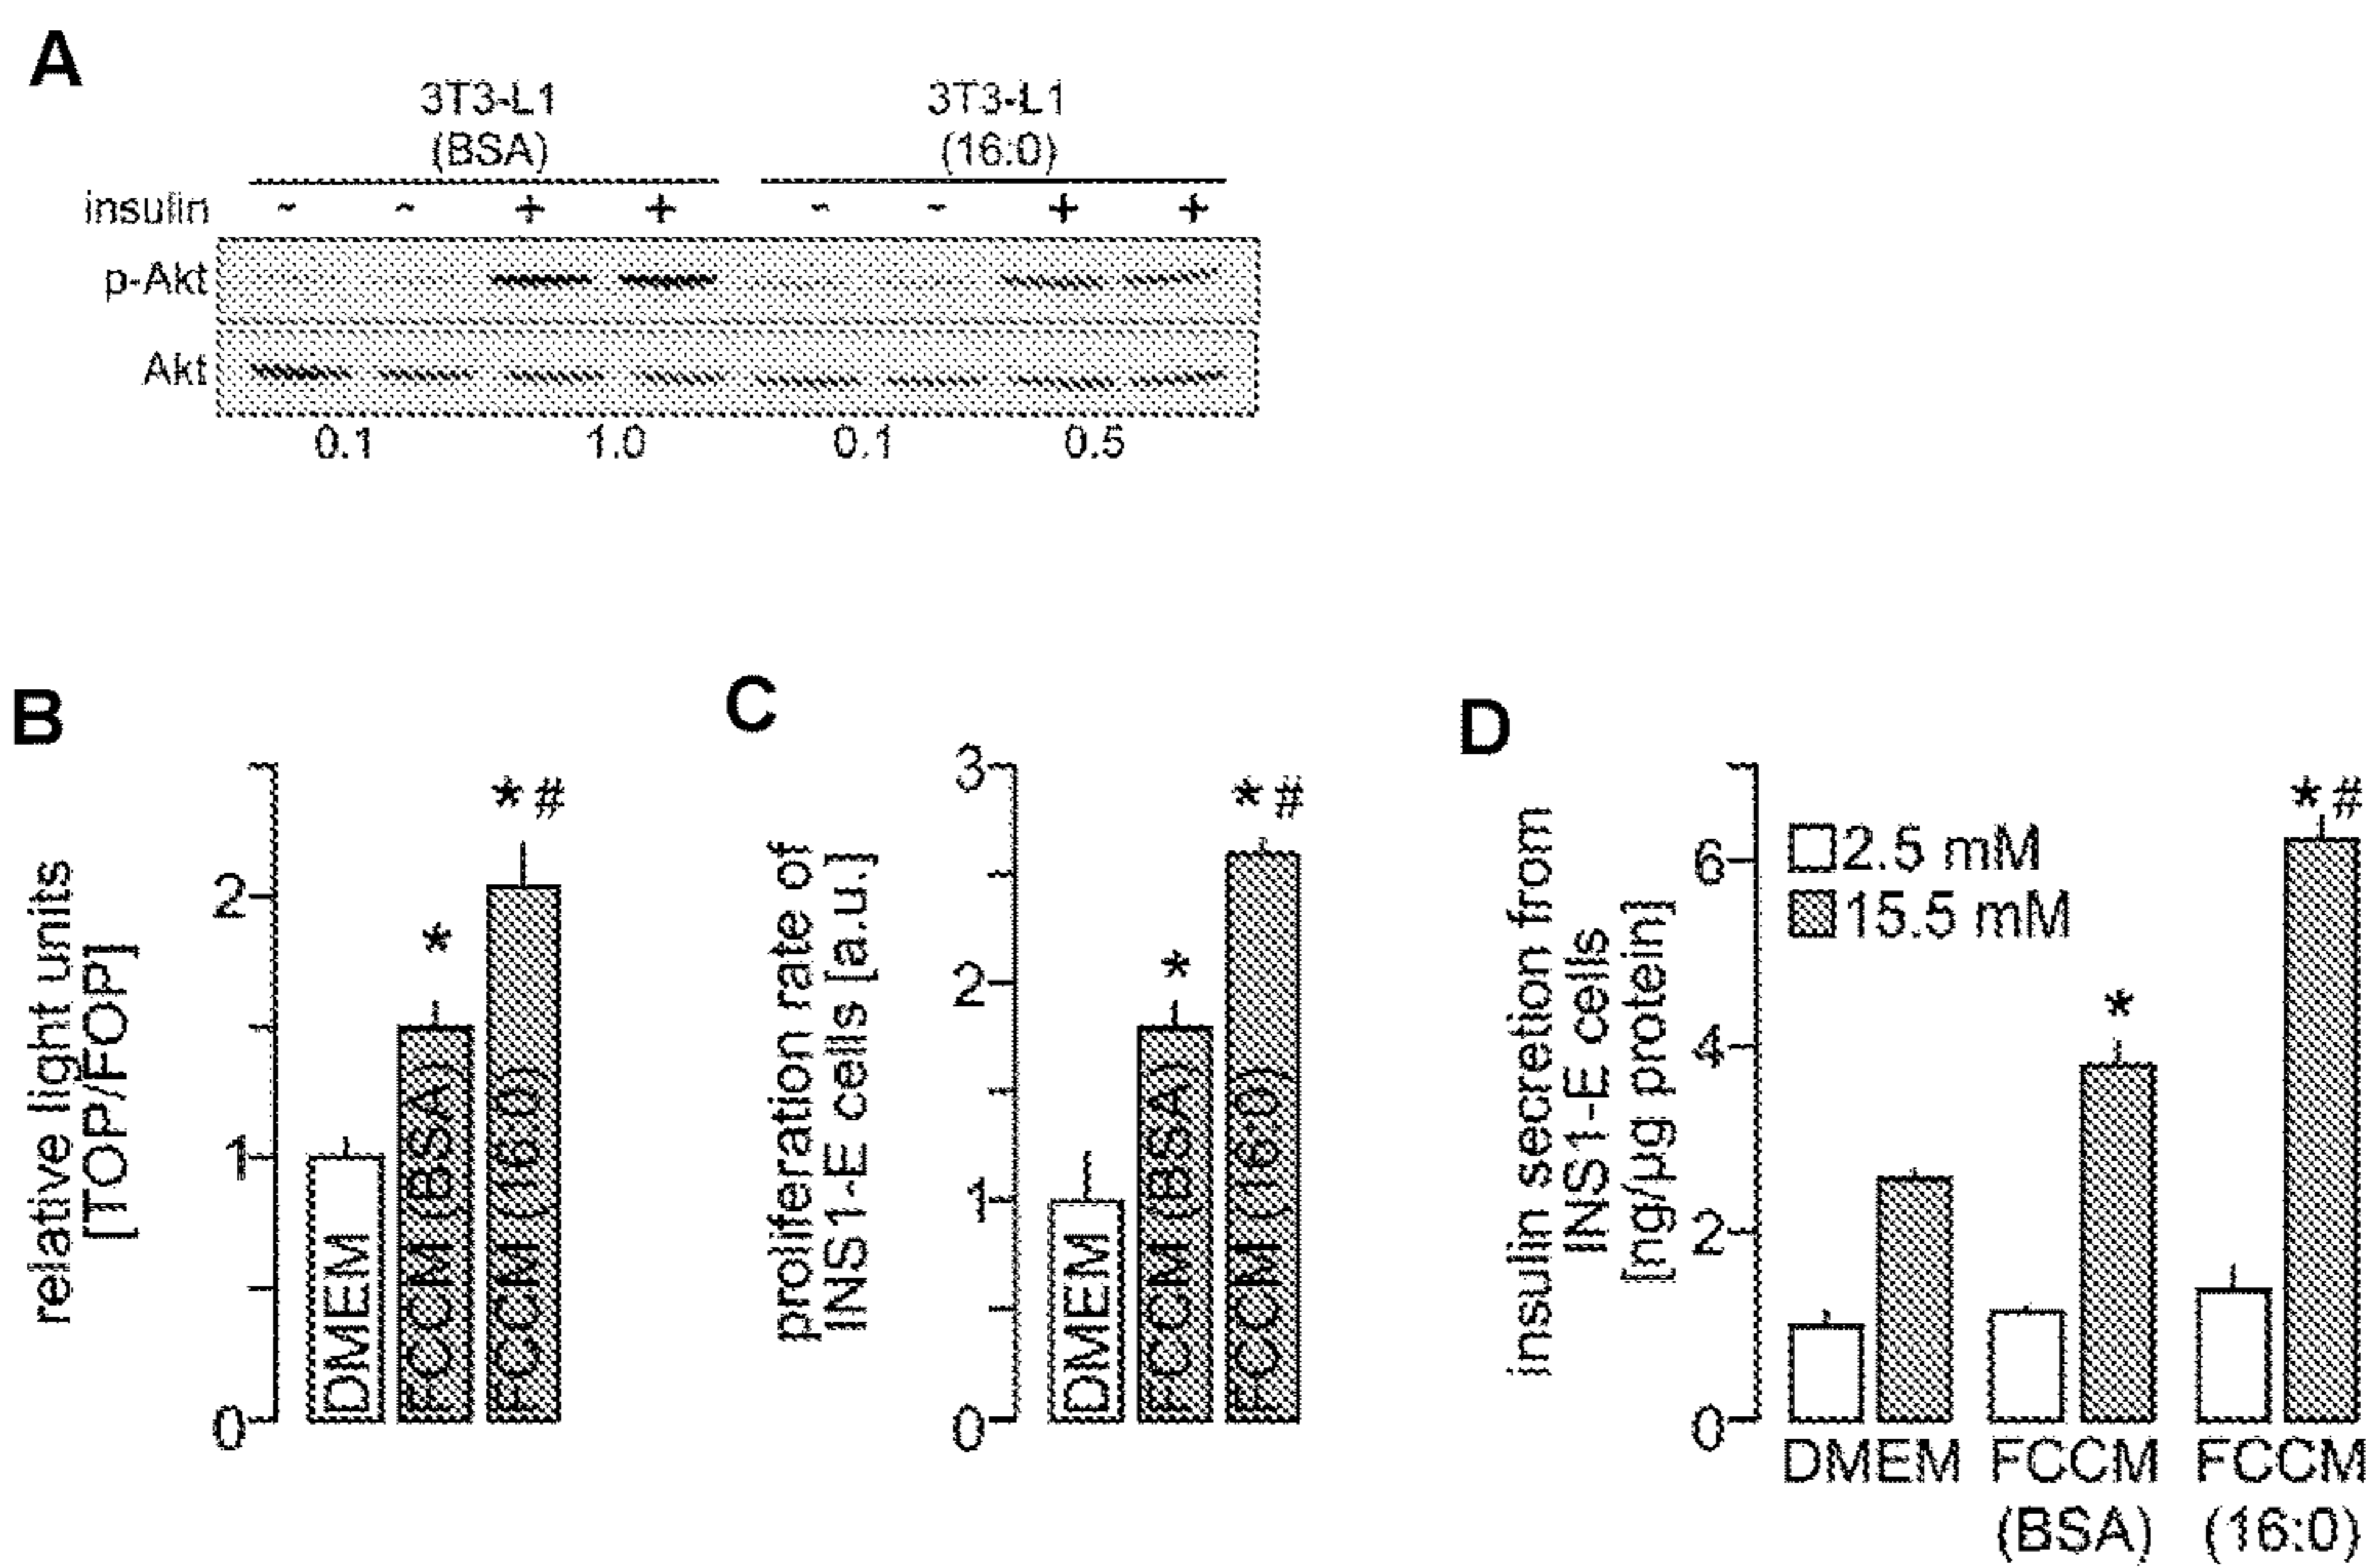 A
3T3-L1
(BSA)
3T3-L1
(16:0)
insulin - - + + - - + +
p-Akt
Akt
0.1 1.0 0.1 0.5
B
relative light units
[TOP/FOP]
2
1
0
* 
* #
DMEM
FCCM (BSA)
FCCM (16:0)
C
proliferation rate of
INS1-E cells [a.u.]
3
2
1
0
*
* #
DMEM
FCCM (BSA)
FCCM (16:0)
D
insulin secretion from
INS1-E cells
[ng/µg protein]
6
4
2
0
2.5 mM
15.5 mM
*
* #
DMEM FCCM FCCM
(BSA) (16:0)